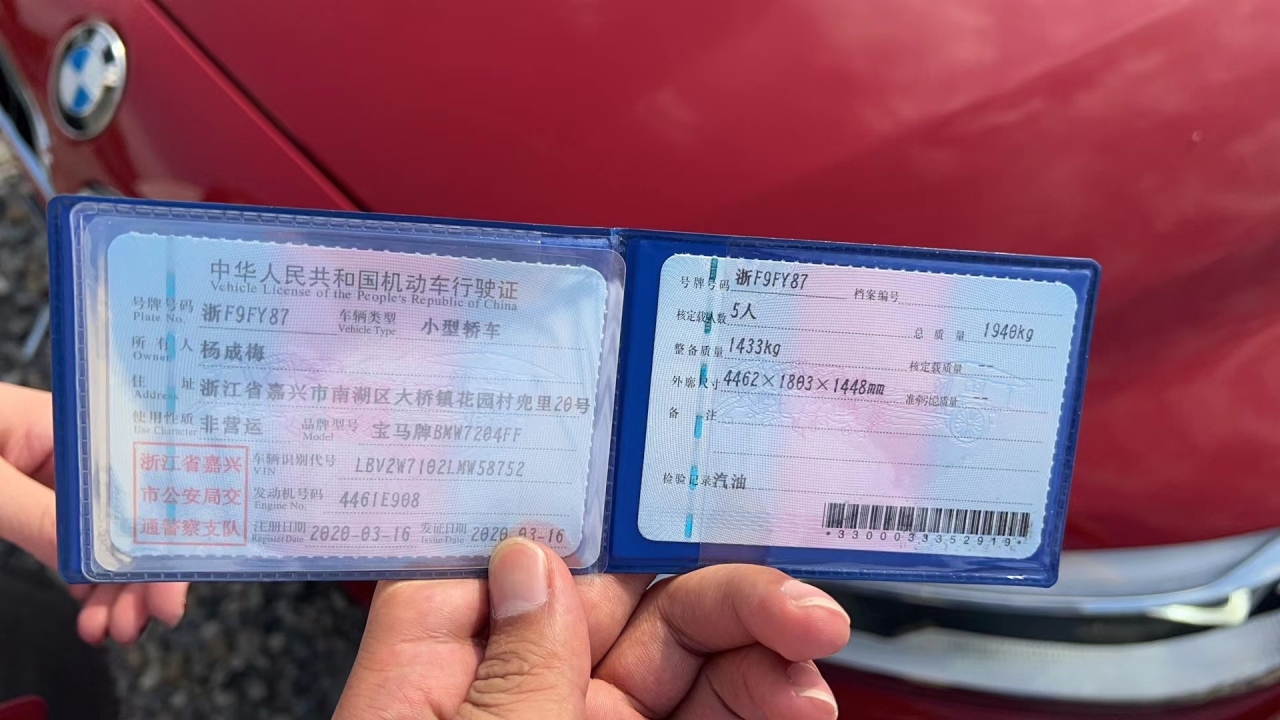 中华人民共和国机动车行驶证
Vehicle License of the People's Republic of China
号牌号码 浙F9FY87 车辆类型 小型轿车
Plate No. Vehicle Type
所有人 杨成梅
Owner
住址 浙江省嘉兴市南湖区大桥镇花园村兜里20号
Address
使用性质 非营运 品牌型号 宝马牌BMW7204FF
Use Character Model
浙江省嘉兴
市公安局交
通警察支队
车辆识别代号 LBV2W7102LMW58752
VIN
发动机号码 4461E908
Engine No.
注册日期 2020-03-16 发证日期 2020-03-16
Register Date Issue Date
号牌号码 浙F9FY87 档案编号
核定载人数 5人 总质量 1940kg
整备质量 1433kg 核定载质量 --
外廓尺寸 4462×1803×1448mm 准牵引总质量 --
备注
检验记录 汽油
*3300033352919*